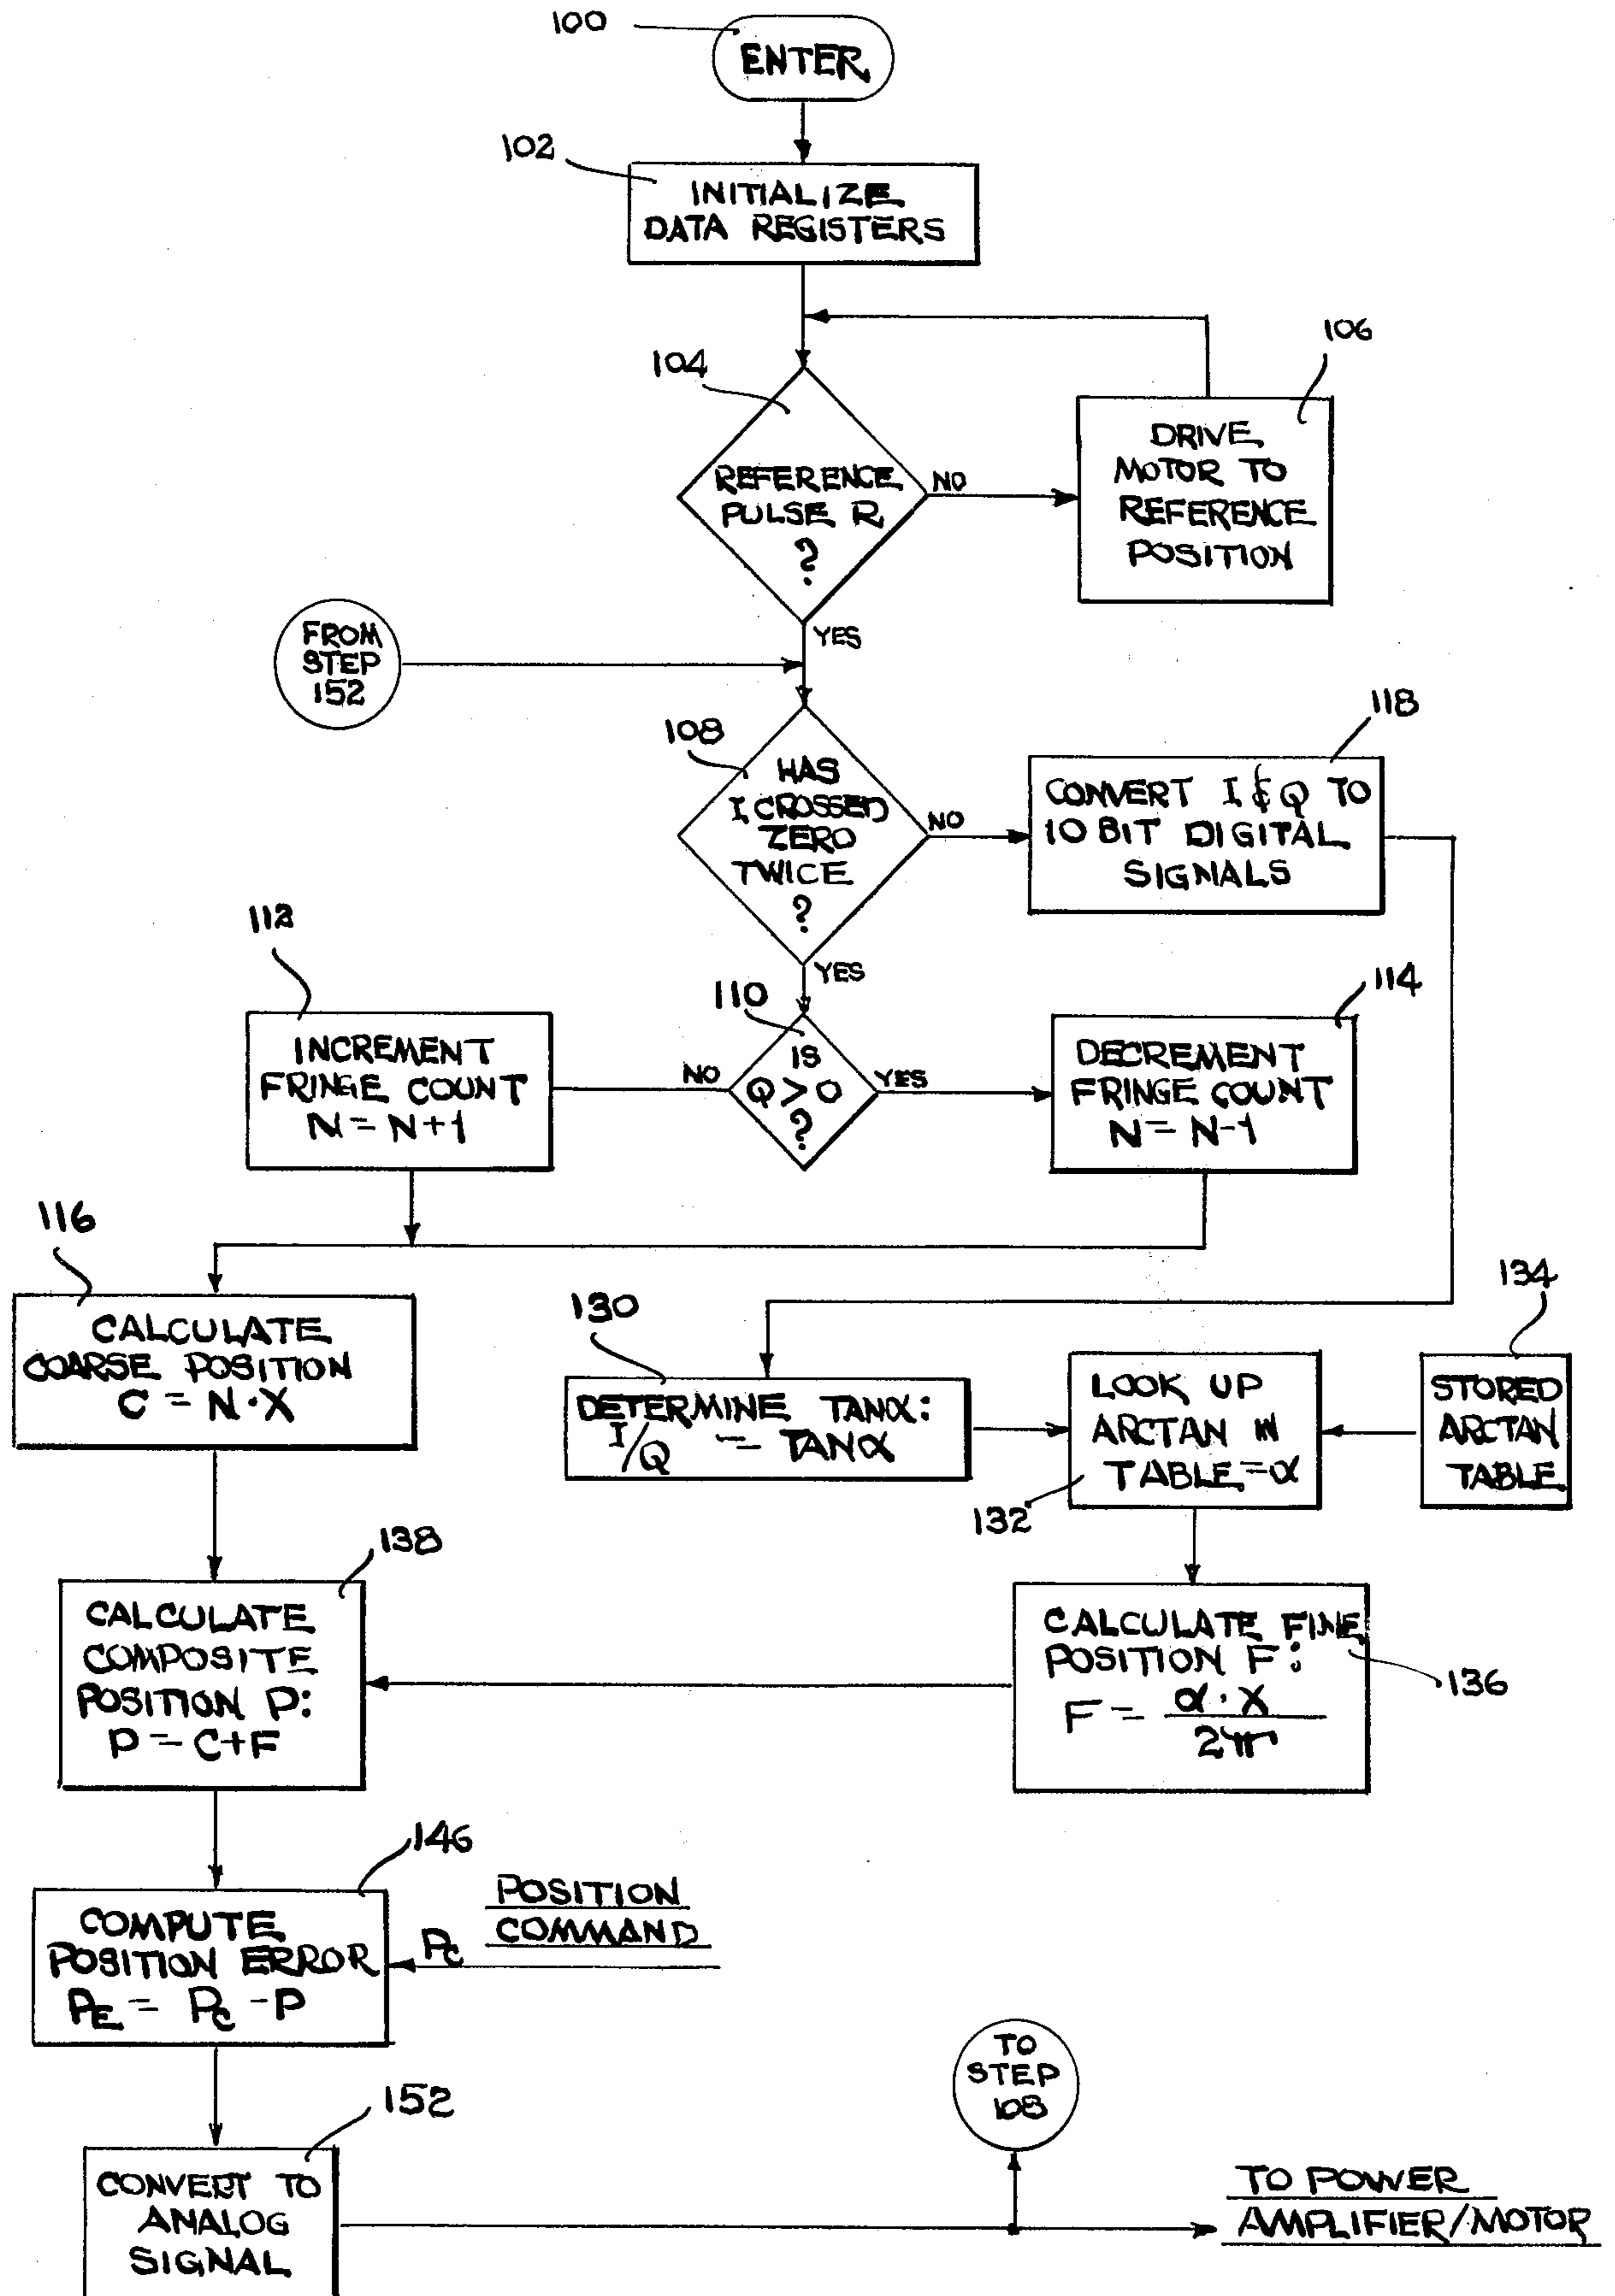 100
ENTER
102
INITIALIZE
DATA REGISTERS
104
REFERENCE
PULSE R
?
NO
YES
106
DRIVE
MOTOR TO
REFERENCE
POSITION
FROM
STEP
152
108
HAS
I CROSSED
ZERO
TWICE
?
NO
YES
118
CONVERT I & Q TO
10 BIT DIGITAL
SIGNALS
110
IS
Q > 0
?
NO
YES
112
INCREMENT
FRINGE COUNT
N = N+1
114
DECREMENT
FRINGE COUNT
N = N-1
116
CALCULATE
COARSE POSITION
C = N·X
130
DETERMINE TANα:
I/Q = TANα
LOOK UP
ARCTAN IN
TABLE=α
132
134
STORED
ARCTAN
TABLE
138
CALCULATE
COMPOSITE
POSITION P:
P = C+F
CALCULATE FINE
POSITION F:
F = α·X
2π
136
146
COMPUTE
POSITION ERROR
PE = PC - P
POSITION
COMMAND
PC
152
CONVERT TO
ANALOG
SIGNAL
TO
STEP
108
TO POWER
AMPLIFIER/MOTOR